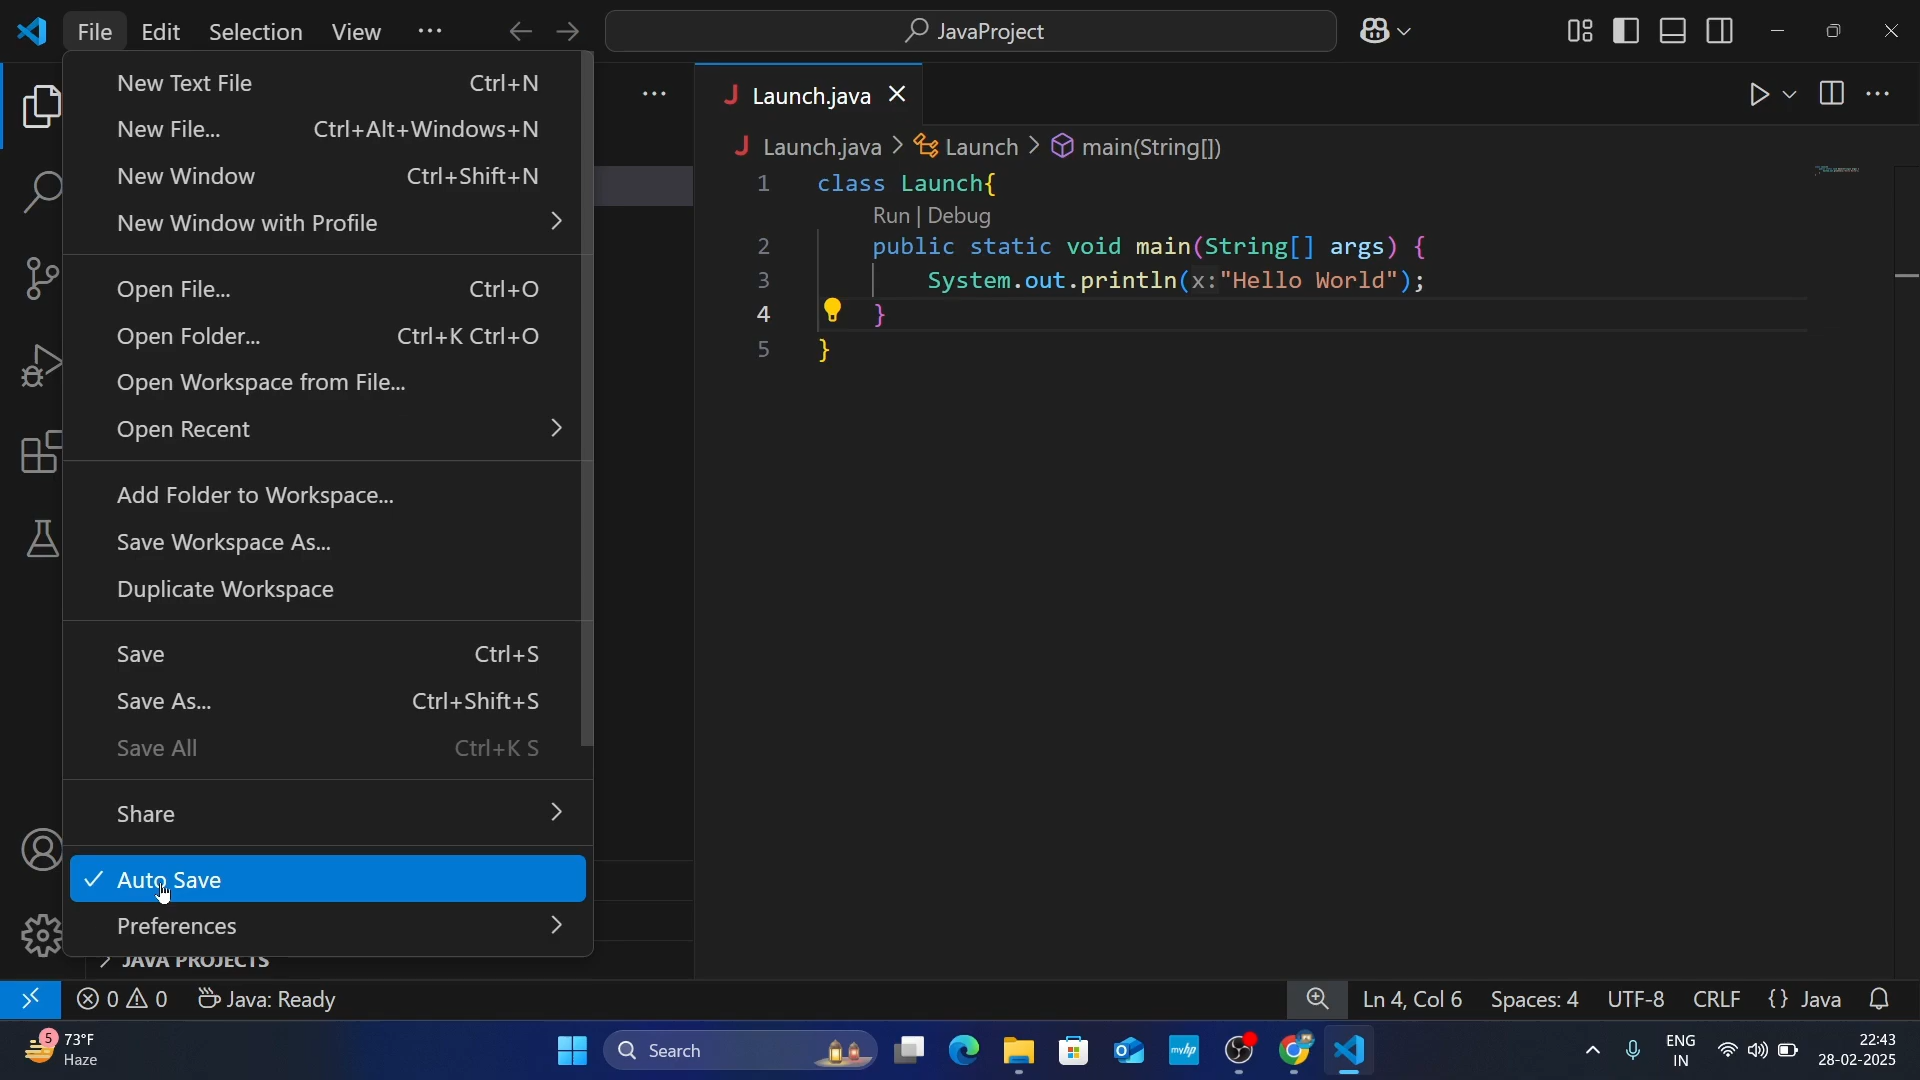 File Edit Selection View ··· JavaProject
New Text File Ctrl+N
New File... Ctrl+Alt+Windows+N
New Window Ctrl+Shift+N
New Window with Profile
Open File... Ctrl+O
Open Folder... Ctrl+K Ctrl+O
Open Workspace from File...
Open Recent
Add Folder to Workspace...
Save Workspace As...
Duplicate Workspace
Save Ctrl+S
Save As... Ctrl+Shift+S
Save All Ctrl+K S
Share
Auto Save
Preferences
JAVA PROJECTS
J Launch.java
J Launch.java > Launch > main(String[])
1 class Launch{
Run | Debug
2 public static void main(String[] args) {
3 System.out.println(x:"Hello World");
4 }
5 }
0 0 Java: Ready Ln 4, Col 6 Spaces: 4 UTF-8 CRLF {} Java
5 73°F
Haze
Search
myhp
ENG
IN
22:43
28-02-2025